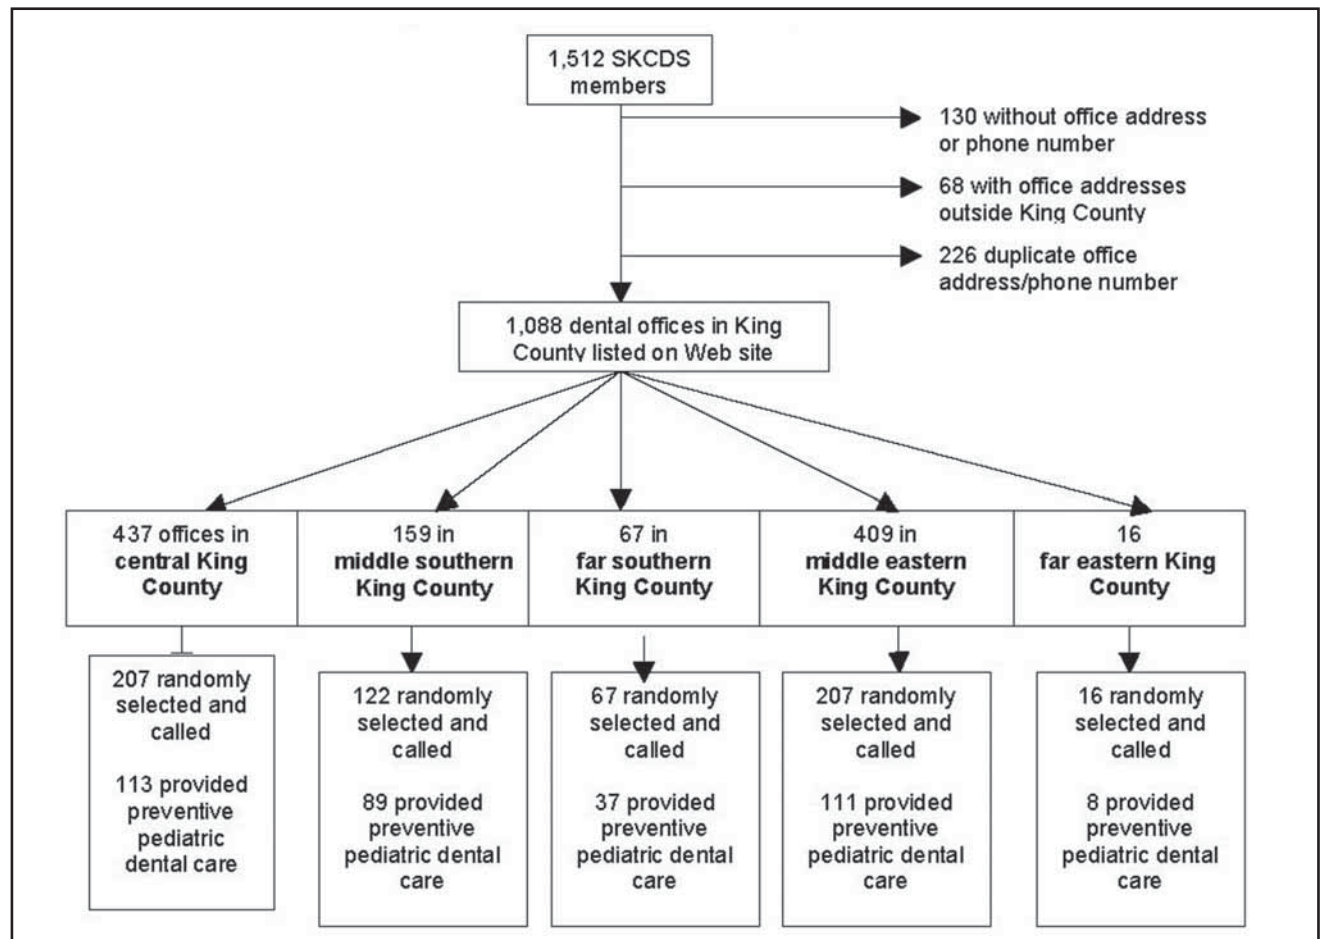 1,512 SKCDS
members
130 without office address
or phone number
68 with office addresses
outside King County
226 duplicate office
address/phone number
1,088 dental offices in King
County listed on Web site
437 offices in
central King
County
159 in
middle southern
King County
67 in
far southern
King County
409 in
middle eastern
King County
16
far eastern King
County
207 randomly
selected and
called
113 provided
preventive
pediatric
dental care
122 randomly
selected and
called
89 provided
preventive
pediatric dental
care
67 randomly
selected and
called
37 provided
preventive
pediatric dental
care
207 randomly
selected and
called
111 provided
preventive
pediatric dental
care
16 randomly
selected and
called
8 provided
preventive
pediatric dental
care